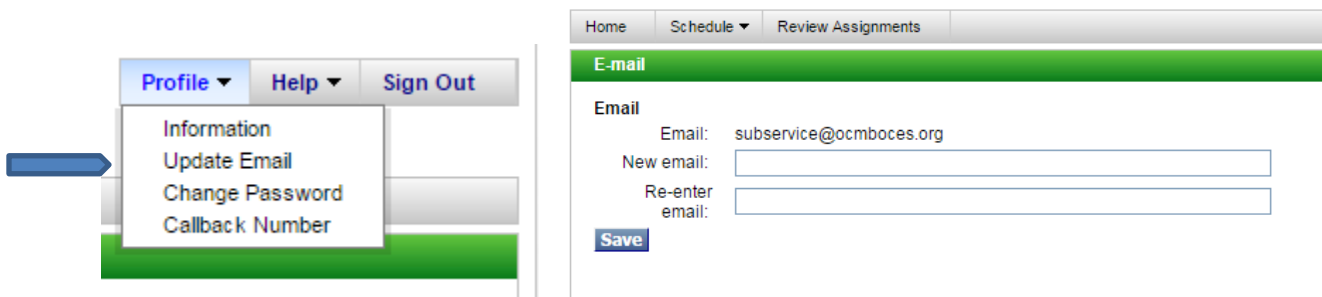 Profile ▼ Help ▼ Sign Out
Information
Update Email
Change Password
Callback Number
Home Schedule ▼ Review Assignments
E-mail
Email
Email: subservice@ocmboces.org
New email:
Re-enter
email:
Save